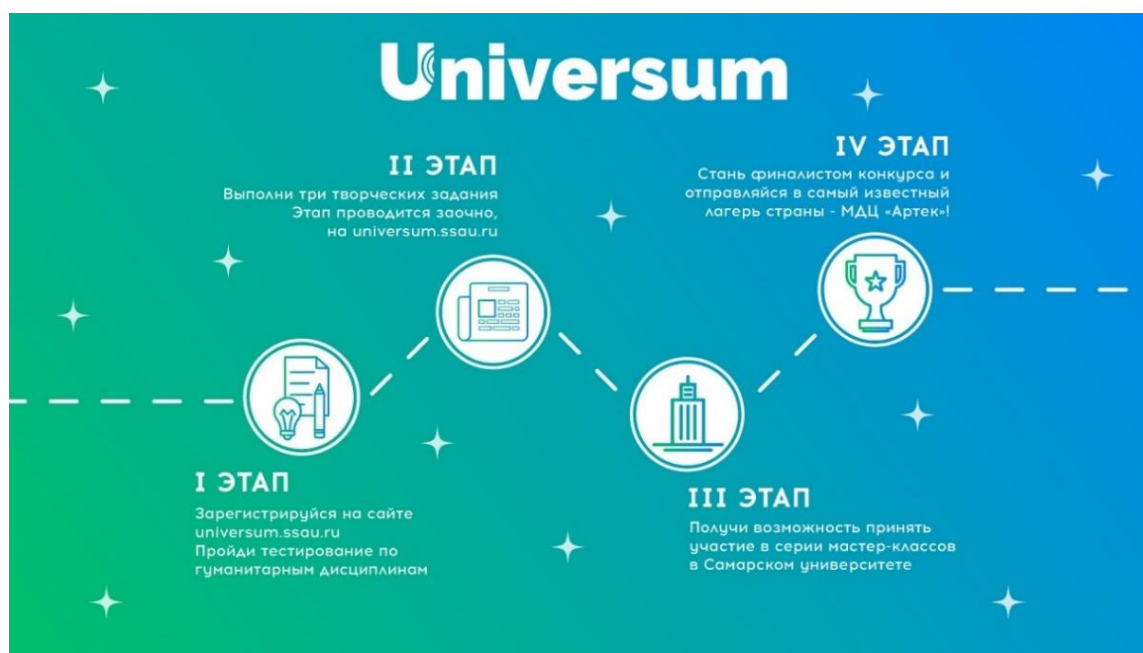 Universum
I ЭТАП
Зарегистрируйся на сайте
universum.ssau.ru
Пройди тестирование по
гуманитарным дисциплинам
II ЭТАП
Выполни три творческих задания
Этап проводится заочно,
на universum.ssau.ru
III ЭТАП
Получи возможность принять
участие в серии мастер-классов
в Самарском университете
IV ЭТАП
Стань финалистом конкурса и
отправляйся в самый известный
лагерь страны - МДЦ «Артек»!